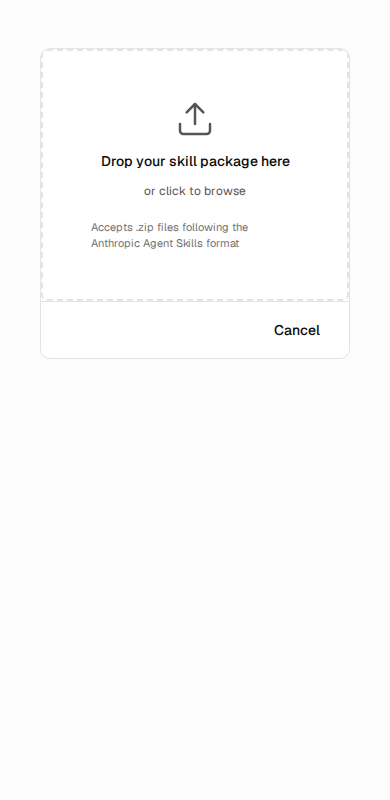 Drop your skill package here
or click to browse
Accepts .zip files following the
Anthropic Agent Skills format
Cancel